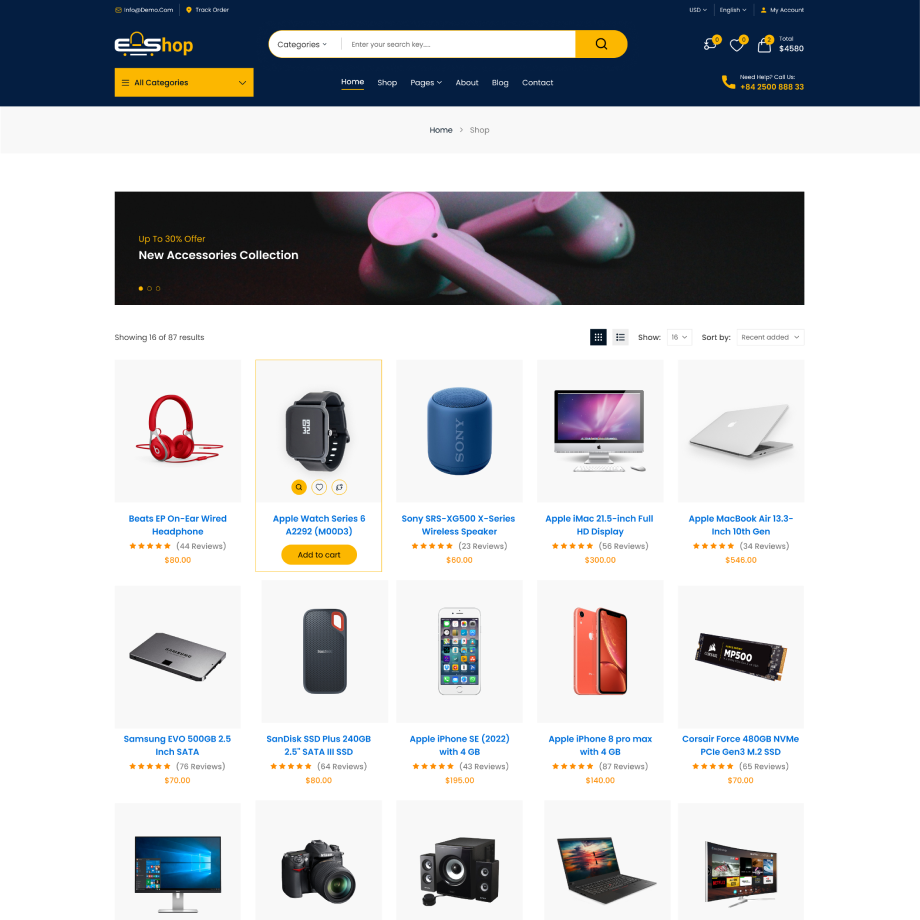 Info@Demo.Com
Track Order
USD
English
My Account
EShop
Categories
Enter your search key....
0
0
2
Total
$4580
All Categories
Home
Shop
Pages
About
Blog
Contact
Need Help? Call Us:
+84 2500 888 33
Home > Shop
Up To 30% Offer
New Accessories Collection
Showing 16 of 87 results
Show:
16
Sort by:
Recent added
SONY
Beats EP On-Ear Wired
Headphone
(44 Reviews)
$80.00
Apple Watch Series 6
A2292 (M00D3)
Add to cart
Sony SRS-XG500 X-Series
Wireless Speaker
(23 Reviews)
$60.00
Apple iMac 21.5-inch Full
HD Display
(56 Reviews)
$300.00
Apple MacBook Air 13.3-
Inch 10th Gen
(34 Reviews)
$546.00
SAMSUNG
SanDisk
CORSAIR
MP500
Samsung EVO 500GB 2.5
Inch SATA
(76 Reviews)
$70.00
SanDisk SSD Plus 240GB
2.5" SATA III SSD
(64 Reviews)
$80.00
Apple iPhone SE (2022)
with 4 GB
(43 Reviews)
$195.00
Apple iPhone 8 pro max
with 4 GB
(87 Reviews)
$140.00
Corsair Force 480GB NVMe
PCIe Gen3 M.2 SSD
(65 Reviews)
$70.00